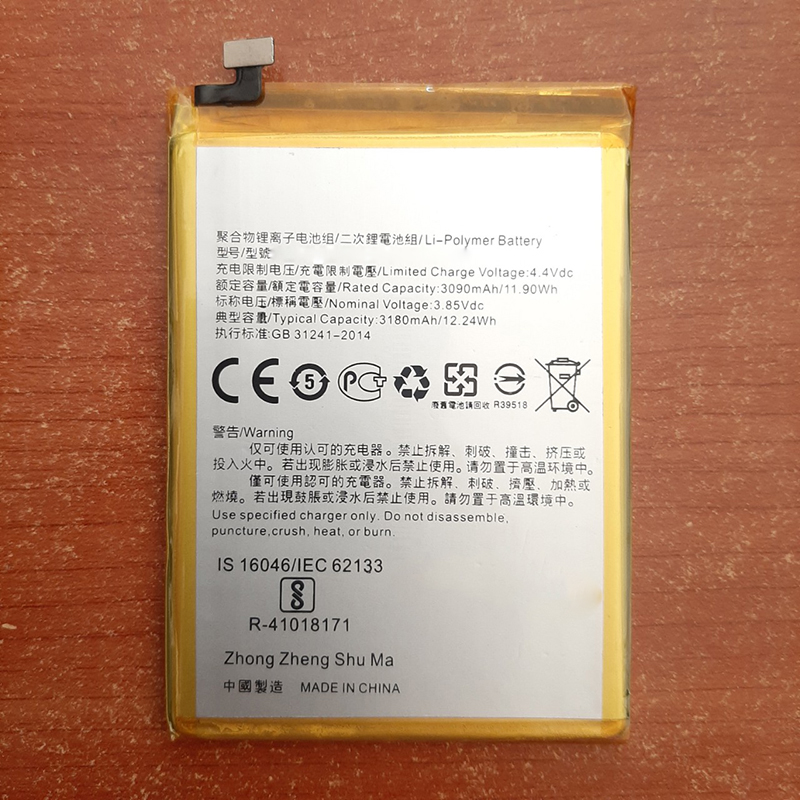 聚合物锂离子电池组/二次鋰電池組/Li-Polymer Battery
型号/型號
充电限制电压/充電限制電壓/Limited Charge Voltage:4.4Vdc
额定容量/額定電容量/Rated Capacity:3090mAh/11.90Wh
标称电压/標稱電壓/Nominal Voltage:3.85Vdc
典型容量/Typical Capacity:3180mAh/12.24Wh
执行标准:GB 31241-2014
CE 5 PCT
廢舊電池請回收 R39518
警告/Warning
仅可使用认可的充电器。禁止拆解、刺破、撞击、挤压或
投入火中。若出现膨胀或浸水后禁止使用。请勿置于高温环境中。
僅可使用認可的充電器。禁止拆解、刺破、擠壓、加熱或
燃燒。若出現鼓脹或浸水后禁止使用。請勿置于高溫環境中。
Use specified charger only. Do not disassemble,
puncture,crush, heat, or burn.
IS 16046/IEC 62133
R-41018171
Zhong Zheng Shu Ma
中國製造 MADE IN CHINA